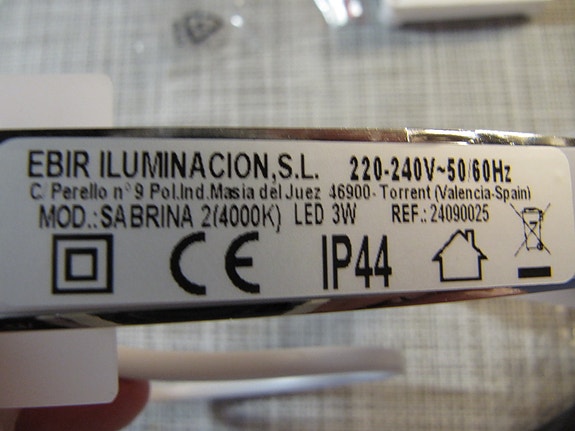 EBIR ILUMINACION,S.L. 220-240V~50/60Hz
C. Perello nº 9 Pol.Ind.Masia del Juez 46900- Torrent (Valencia-Spain)
MOD.:SABRINA 2(4000K) LED 3W REF.: 24090025
CE IP44